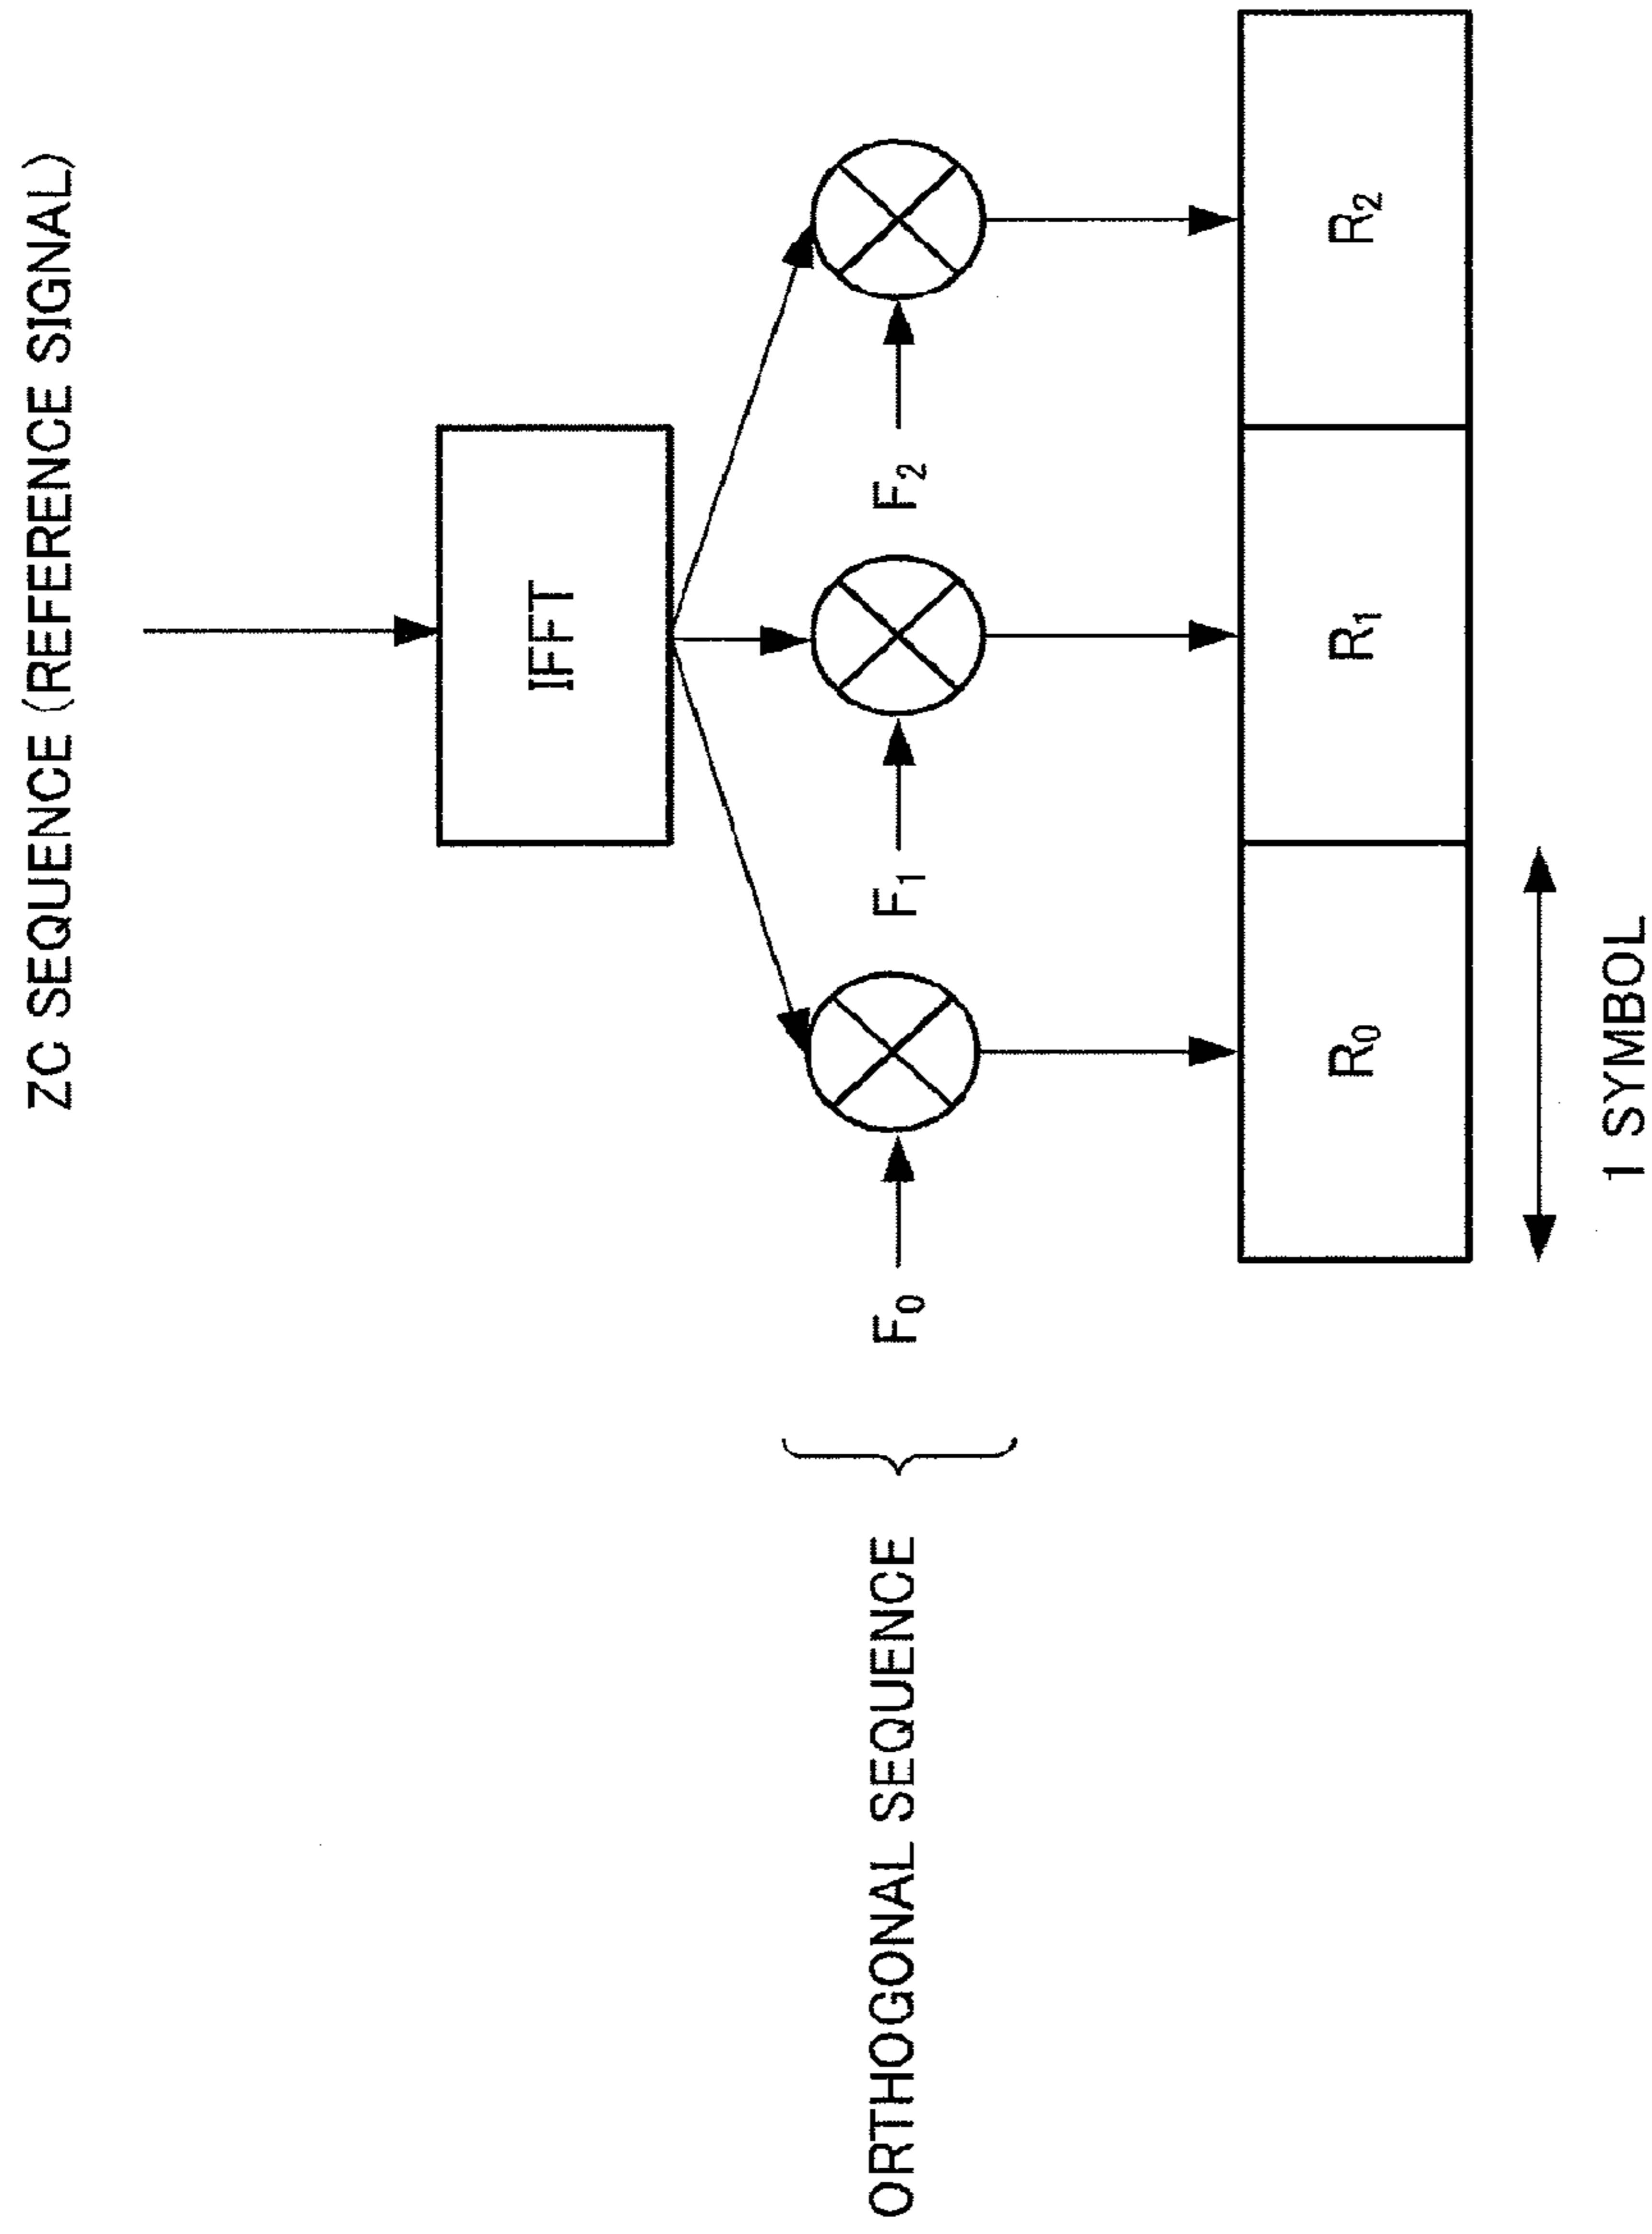 ZC SEQUENCE (REFERENCE SIGNAL)
IFFT
ORTHOGONAL SEQUENCE
F₀
F₁
F₂
R₀
R₁
R₂
1 SYMBOL